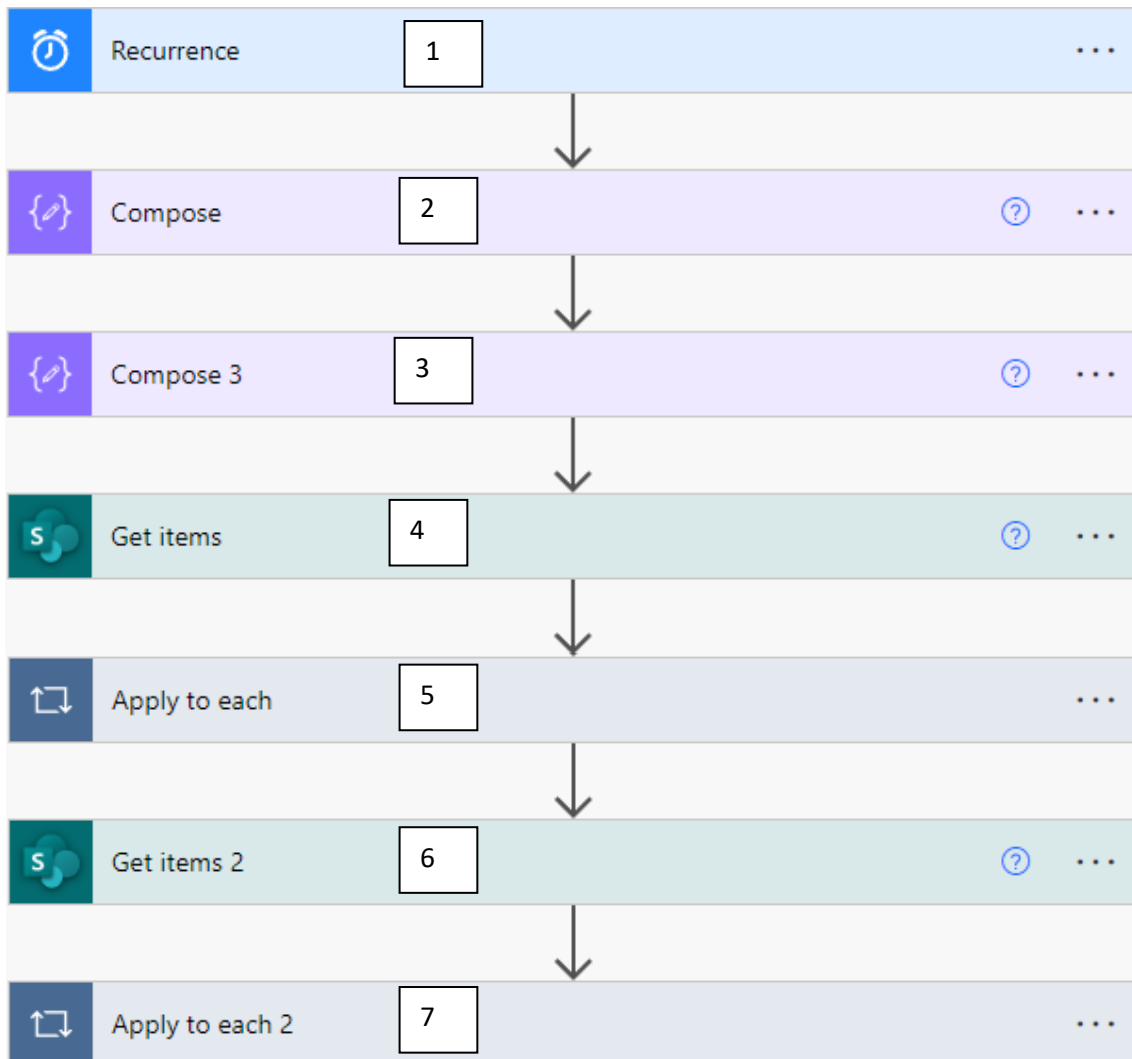 Recurrence 1
Compose 2
Compose 3 3
S Get items 4
Apply to each 5
S Get items 2 6
Apply to each 2 7